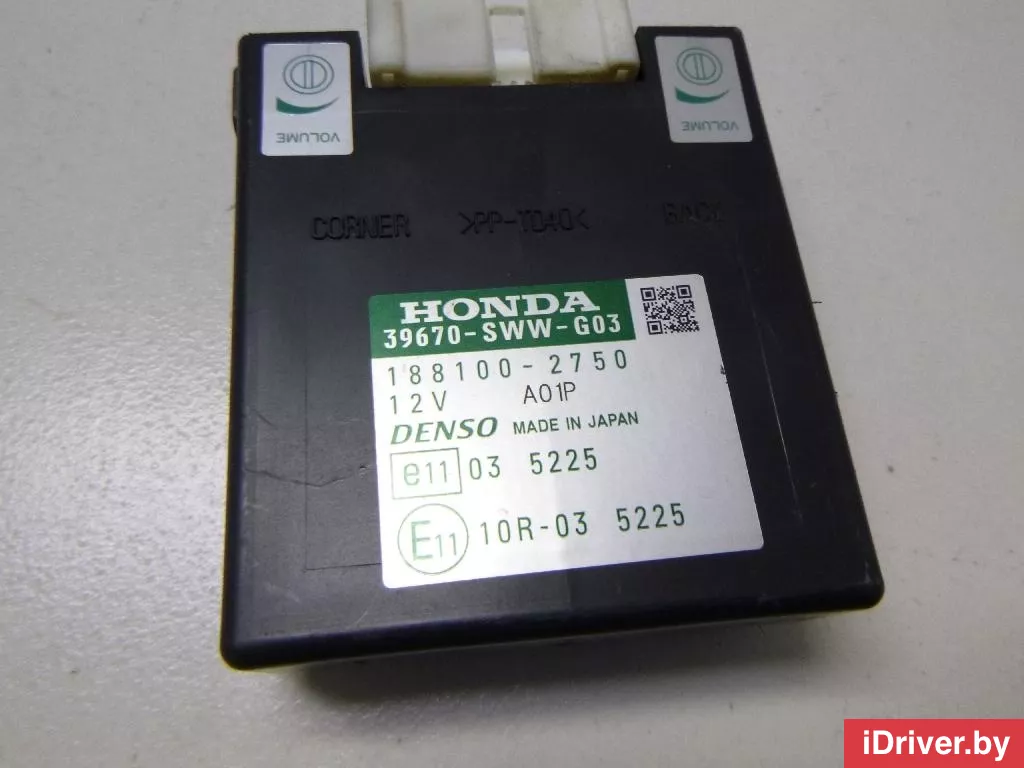 VOLUME
VOLUME
CORNER >PP-TD40< BACK
HONDA
39670-SWW-G03
188100-2750
12V A01P
DENSO MADE IN JAPAN
e11 03 5225
E11 10R-03 5225
iDriver.by